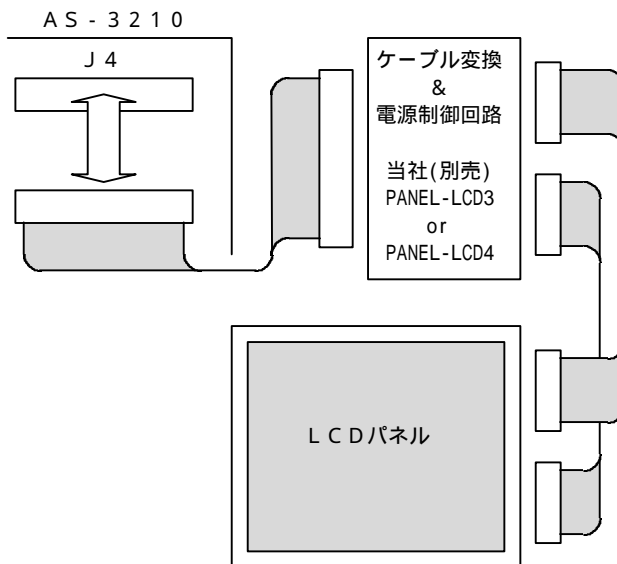 AS-3210
J4
ケーブル変換
&
電源制御回路
当社(別売)
PANEL-LCD3
or
PANEL-LCD4
LCDパネル